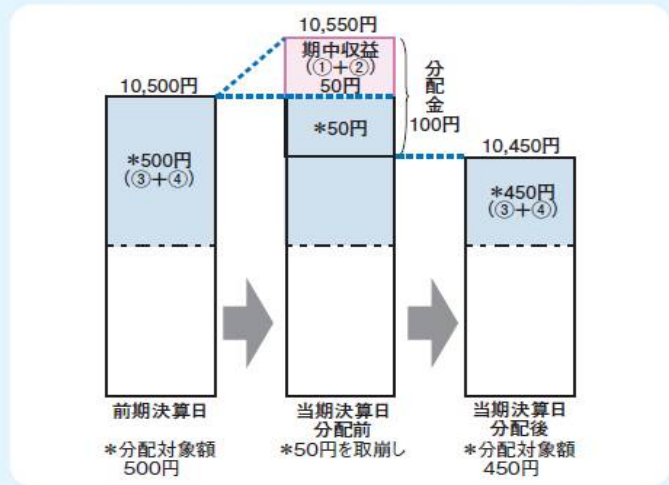 10,550円
期中収益
(①+②)
50円
分配金
100円
10,500円
*500円
(③+④)
*50円
10,450円
*450円
(③+④)
前期決算日
*分配対象額
500円
当期決算日
分配前
*50円を取崩し
当期決算日
分配後
*分配対象額
450円